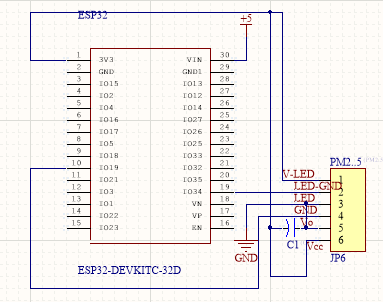 ESP32
+5
1 3V3 VIN 30
2 GND GND1 29
3 IO15 IO13 28
4 IO2 IO12 27
5 IO4 IO14 26
6 IO16 IO27 25
7 IO17 IO26 24
8 IO5 IO25 23
9 IO18 IO33 22
10 IO19 IO32 21
11 IO21 IO35 20
12 IO3 IO34 19
13 IO1 VN 18
14 IO22 VP 17
15 IO23 EN 16
PM2..5
V-LED 1
LED-GND 2
LED 3
GND 4
Vo 5
Vcc 6
C1
GND
JP6
ESP32-DEVKITC-32D